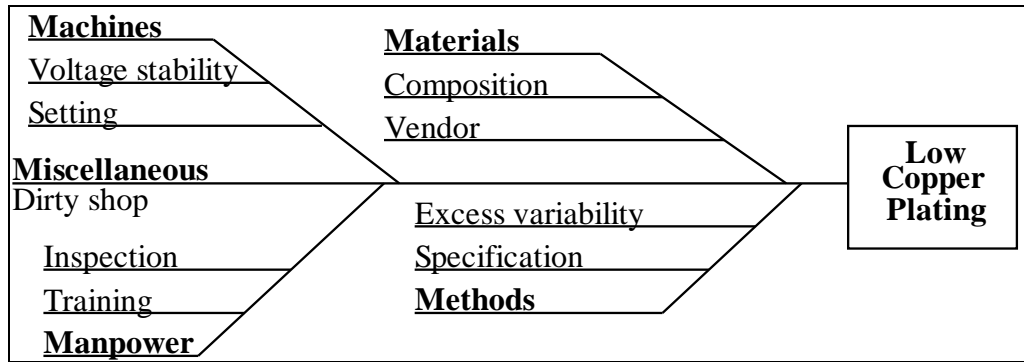 Machines
Voltage stability
Setting
Materials
Composition
Vendor
Miscellaneous
Dirty shop
Low
Copper
Plating
Inspection
Training
Manpower
Excess variability
Specification
Methods